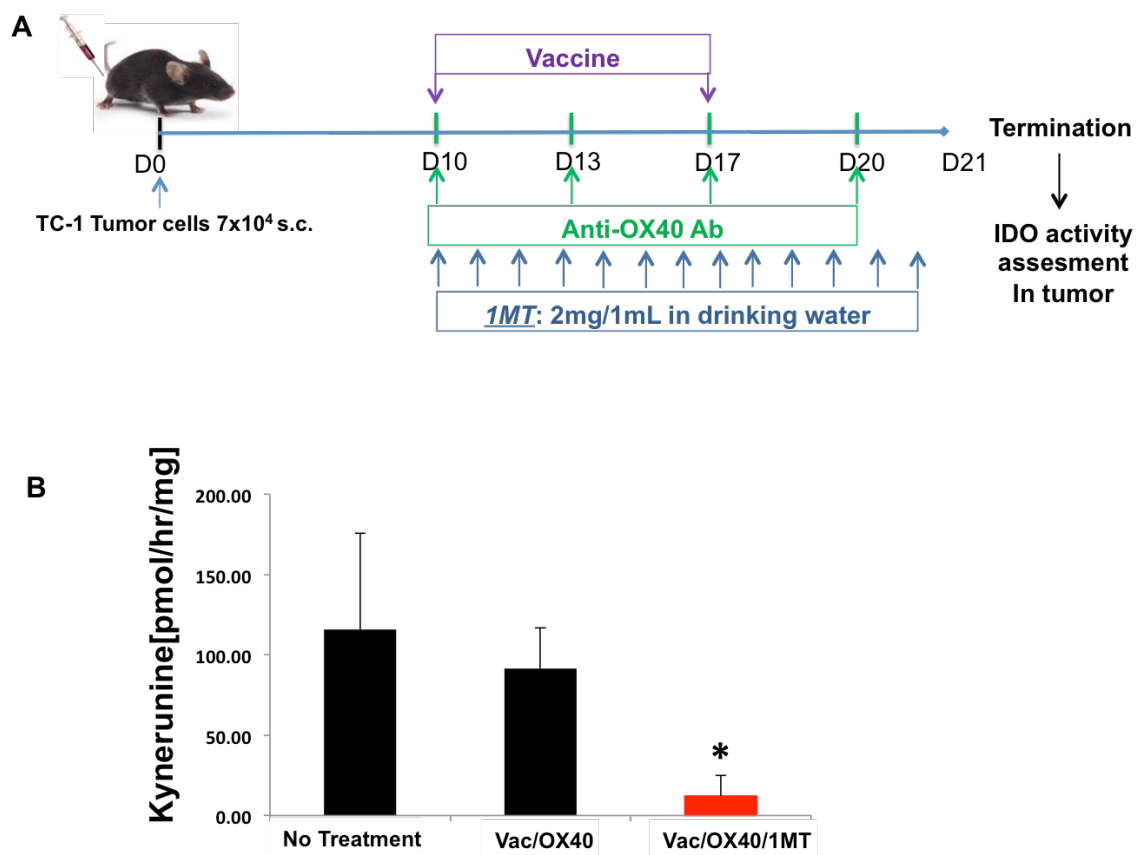 A
Vaccine
D0
D10
D13
D17
D20
D21
Termination
TC-1 Tumor cells 7x10⁴ s.c.
Anti-OX40 Ab
IDO activity
assesment
In tumor
1MT: 2mg/1mL in drinking water
B
Kynerunine[pmol/hr/mg]
200.00
150.00
100.00
50.00
0.00
*
No Treatment
Vac/OX40
Vac/OX40/1MT